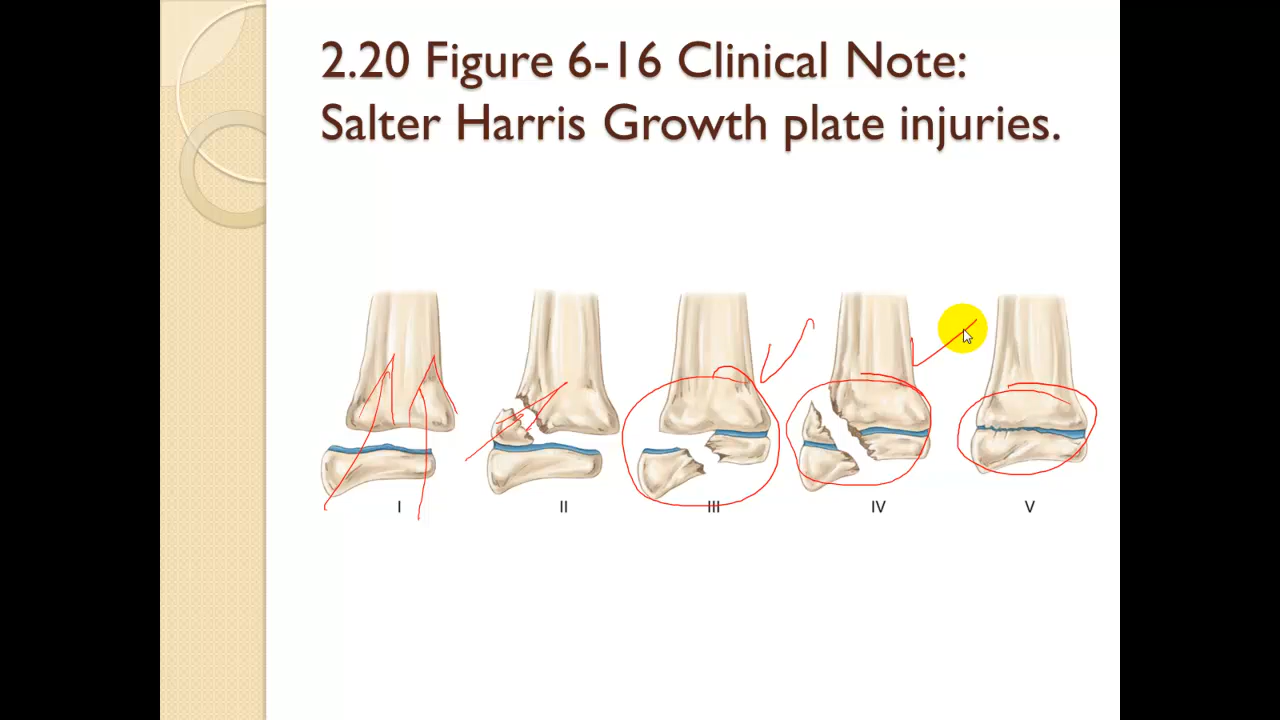 2.20 Figure 6-16 Clinical Note:
Salter Harris Growth plate injuries.
I II III IV V